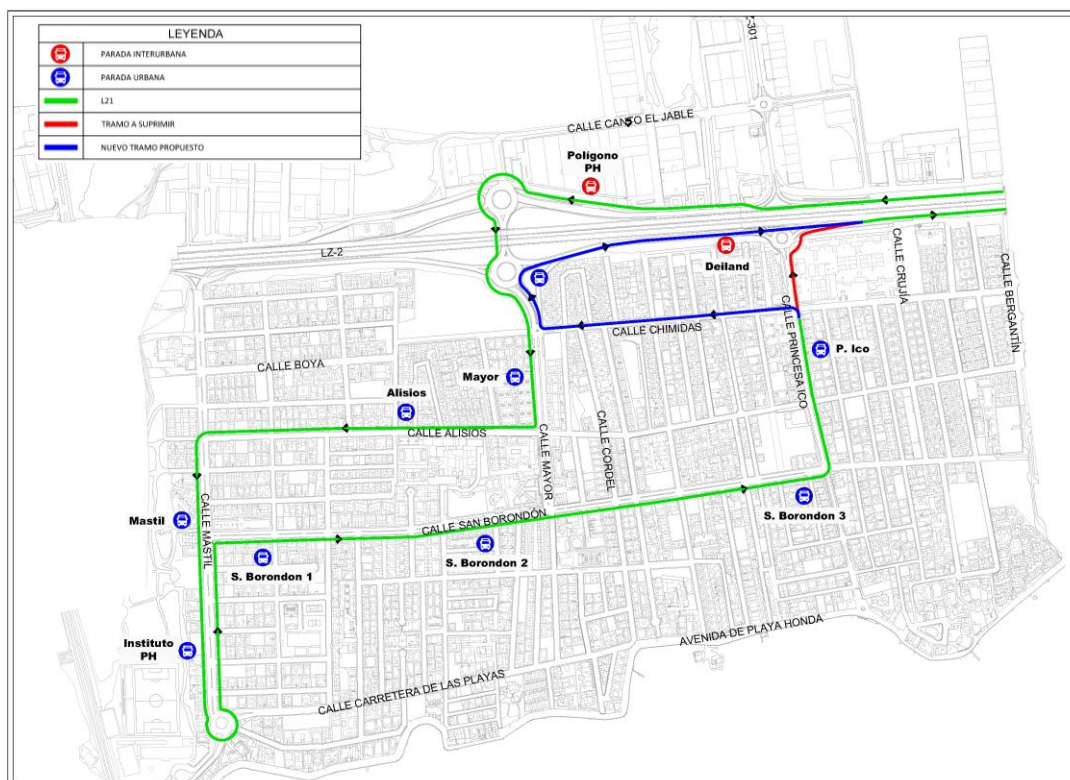 LEYENDA
PARADA INTERURBANA
PARADA URBANA
L21
TRAMO A SUPRIMIR
NUEVO TRAMO PROPUESTO
CALLE CANTO EL JABLE
Polígono
PH
LZ-2
Deiland
CALLE CRUJÍA
CALLE BERGANTÍN
CALLE CHIMIDAS
CALLE PRINCESA ICO
P. Ico
CALLE BOYA
Mayor
Alisios
CALLE ALISIOS
CALLE MAYOR
CALLE CORDEL
Mastil
CALLE MÁSTIL
CALLE SAN BORONDÓN
S. Borondon 3
S. Borondon 1
S. Borondon 2
Instituto
PH
AVENIDA DE PLAYA HONDA
CALLE CARRETERA DE LAS PLAYAS